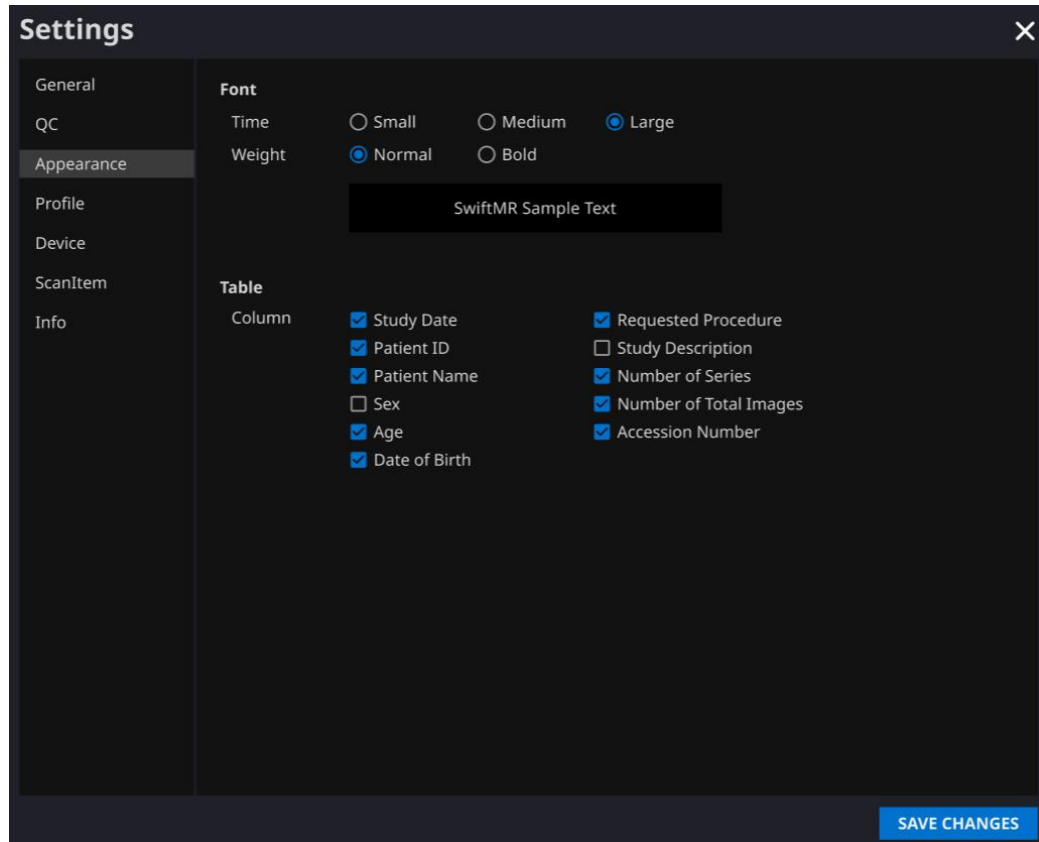 Settings
General
QC
Appearance
Profile
Device
ScanItem
Info
Font
Time Small Medium Large
Weight Normal Bold
SwiftMR Sample Text
Table
Column
Study Date
Patient ID
Patient Name
Sex
Age
Date of Birth
Requested Procedure
Study Description
Number of Series
Number of Total Images
Accession Number
SAVE CHANGES